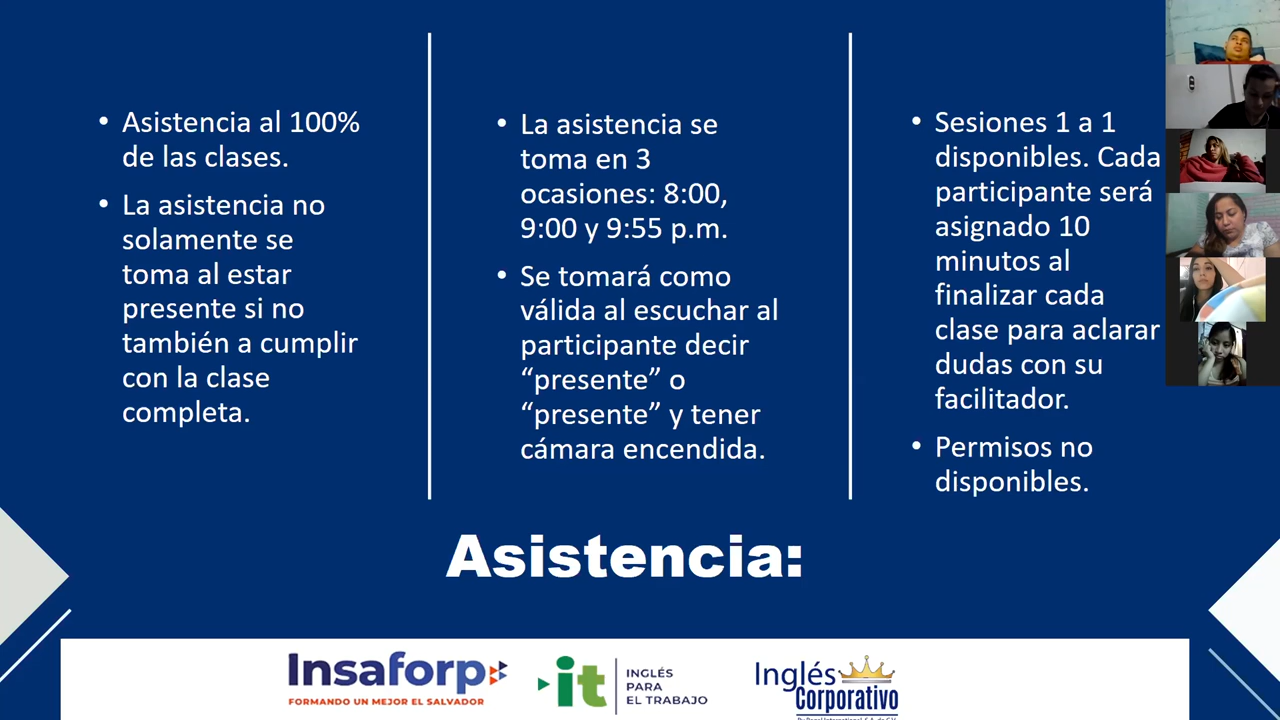 • Asistencia al 100%
de las clases.
• La asistencia no
solamente se
toma al estar
presente si no
también a cumplir
con la clase
completa.
• La asistencia se
toma en 3
ocasiones: 8:00,
9:00 y 9:55 p.m.
• Se tomará como
válida al escuchar al
participante decir
“presente” o
“presente” y tener
cámara encendida.
• Sesiones 1 a 1
disponibles. Cada
participante será
asignado 10
minutos al
finalizar cada
clase para aclarar
dudas con su
facilitador.
• Permisos no
disponibles.
Asistencia:
Insaforp
FORMANDO UN MEJOR EL SALVADOR
it
INGLÉS
PARA
EL TRABAJO
Inglés
Corporativo